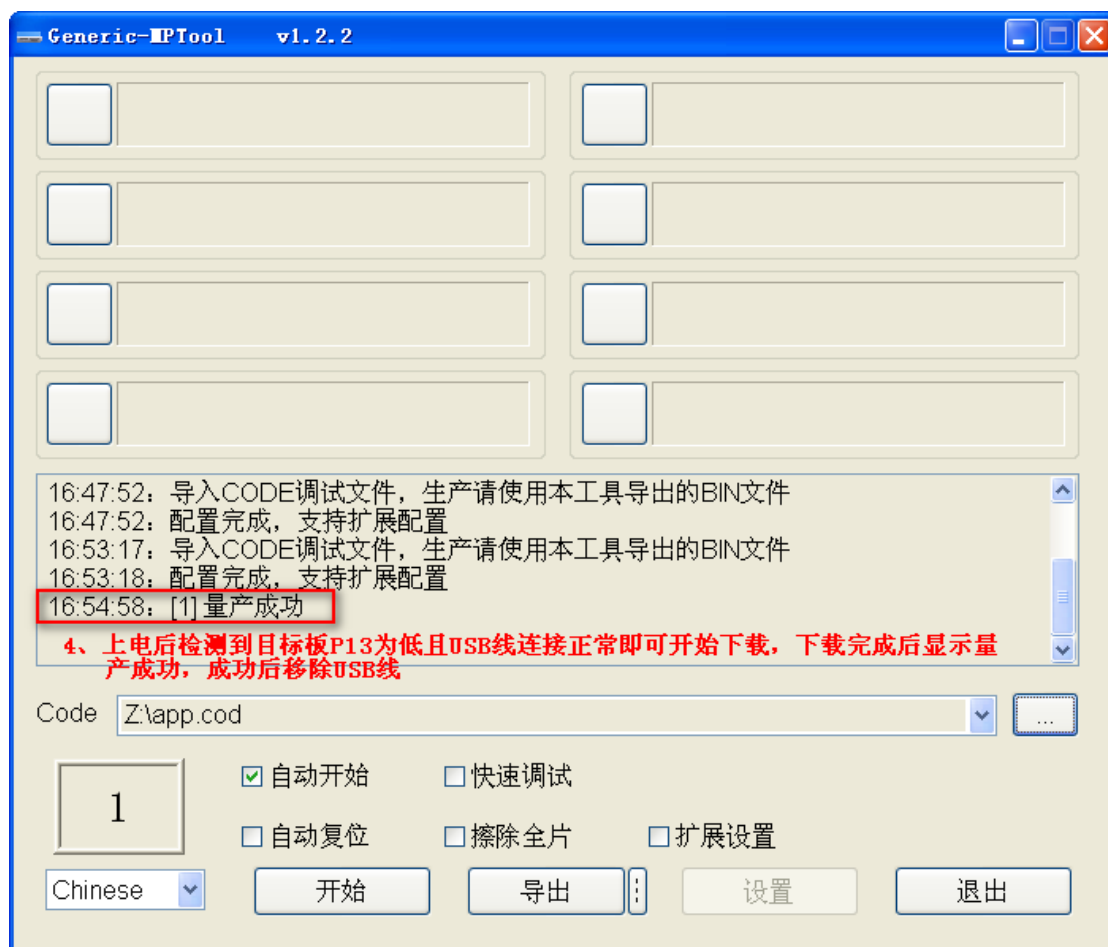 Generic-MPTool v1.2.2
16:47:52：导入CODE调试文件，生产请使用本工具导出的BIN文件
16:47:52：配置完成，支持扩展配置
16:53:17：导入CODE调试文件，生产请使用本工具导出的BIN文件
16:53:18：配置完成，支持扩展配置
16:54:58：[1]量产成功
4、上电后检测到目标板P13为低且USB线连接正常即可开始下载，下载完成后显示量
产成功，成功后移除USB线
Code Z:\app.cod ...
1
自动开始 快速调试
自动复位 擦除全片 扩展设置
Chinese 开始 导出 设置 退出